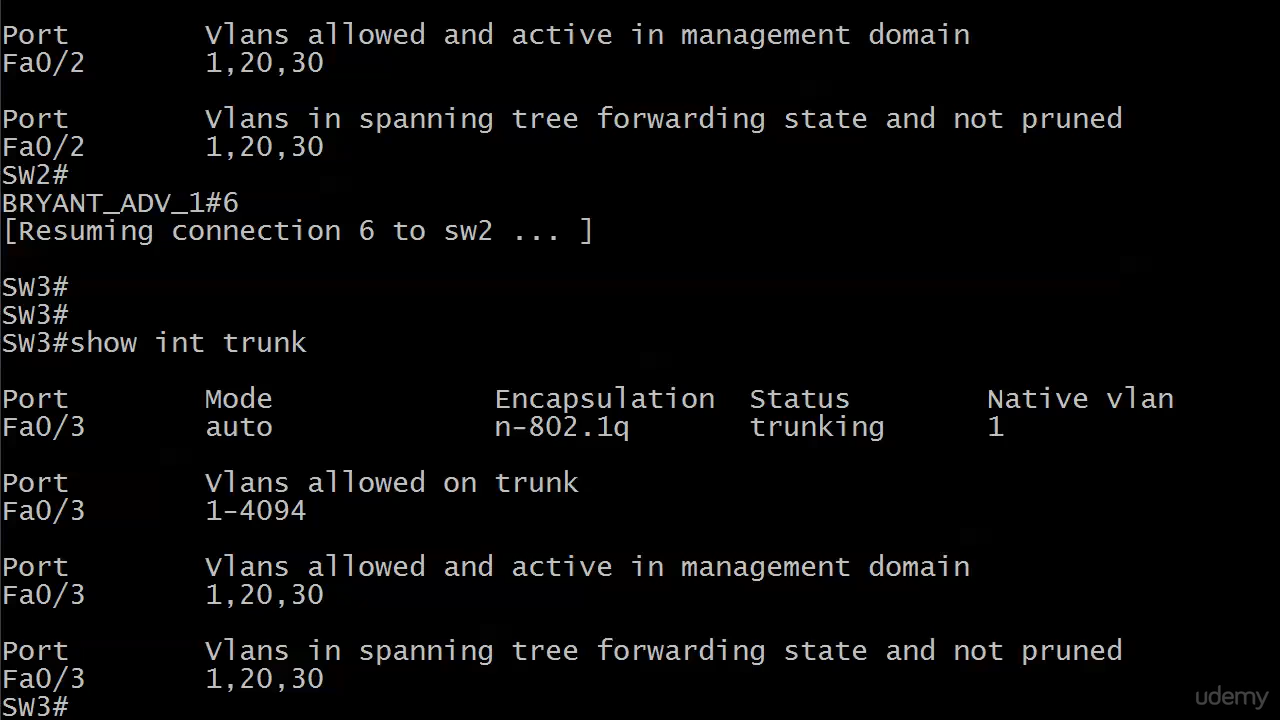 Port        Vlans allowed and active in management domain
Fa0/2       1,20,30
Port        Vlans in spanning tree forwarding state and not pruned
Fa0/2       1,20,30
SW2#
BRYANT_ADV_1#6
[Resuming connection 6 to sw2 ... ]
SW3#
SW3#
SW3#show int trunk
Port        Mode             Encapsulation  Status        Native vlan
Fa0/3       auto             n-802.1q       trunking      1
Port        Vlans allowed on trunk
Fa0/3       1-4094
Port        Vlans allowed and active in management domain
Fa0/3       1,20,30
Port        Vlans in spanning tree forwarding state and not pruned
Fa0/3       1,20,30
SW3#
udemy